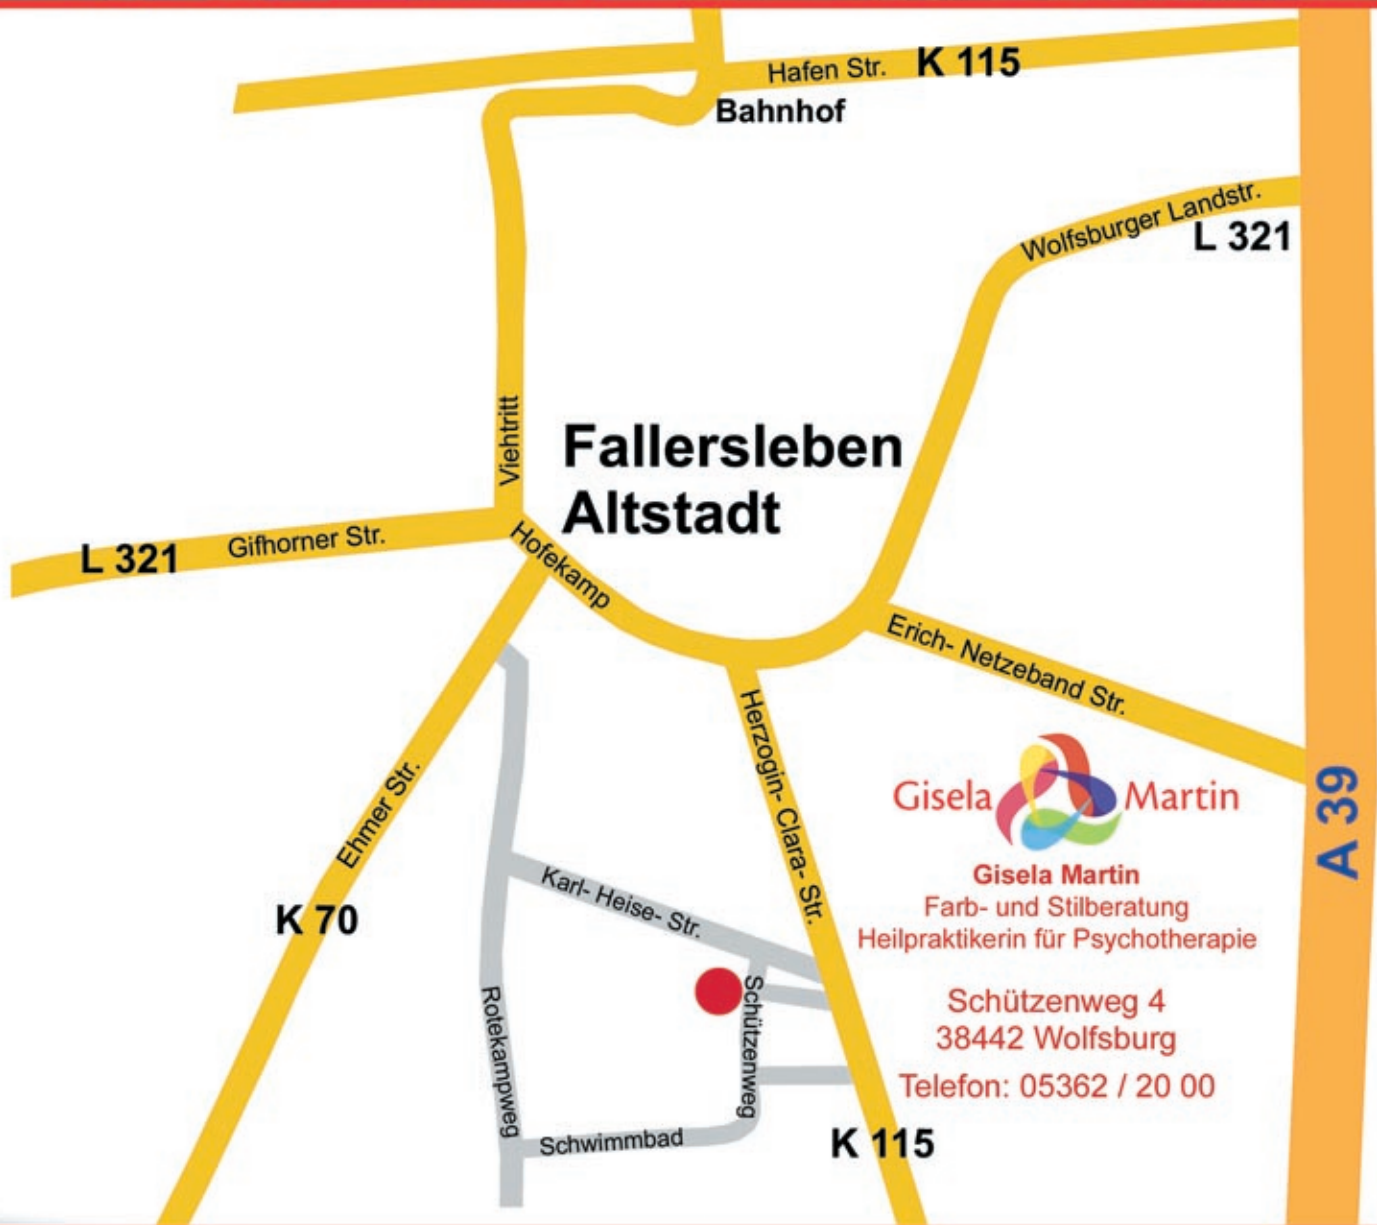 Hafen Str.
K 115
Bahnhof
Wolfsburger Landstr.
L 321
Viehtritt
Fallersleben
Altstadt
L 321
Gifhorner Str.
Hofekamp
Erich- Netzeband Str.
Herzogin- Clara- Str.
Ehmer Str.
K 70
A 39
Gisela Martin
Gisela Martin
Farb- und Stilberatung
Heilpraktikerin für Psychotherapie
Karl- Heise- Str.
Schützenweg
Rotekampweg
Schützenweg 4
38442 Wolfsburg
Telefon: 05362 / 20 00
Schwimmbad
K 115